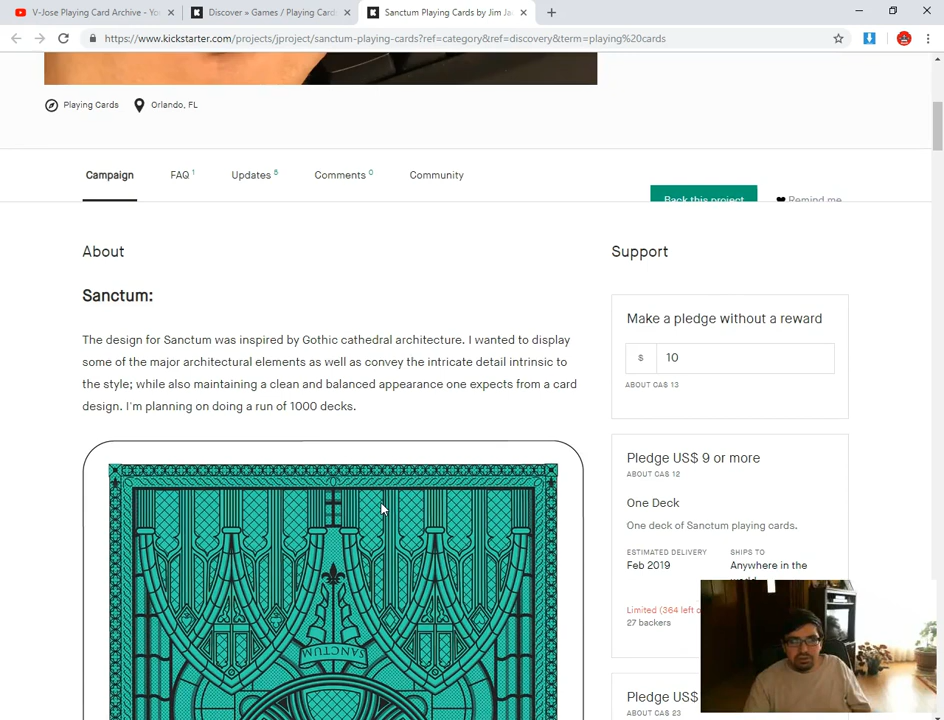 V-Jose Playing Card Archive - Yo
Discover » Games / Playing Card
Sanctum Playing Cards by Jim Ja
https://www.kickstarter.com/projects/jproject/sanctum-playing-cards?ref=category&ref=discovery&term=playing%20cards
Playing Cards
Orlando, FL
Campaign
FAQ 1
Updates 8
Comments 0
Community
Back this project
Remind me
About
Support
Sanctum:
The design for Sanctum was inspired by Gothic cathedral architecture. I wanted to display
some of the major architectural elements as well as convey the intricate detail intrinsic to
the style; while also maintaining a clean and balanced appearance one expects from a card
design. I'm planning on doing a run of 1000 decks.
Make a pledge without a reward
$ 10
ABOUT CA$ 13
Pledge US$ 9 or more
ABOUT CA$ 12
One Deck
One deck of Sanctum playing cards.
ESTIMATED DELIVERY
Feb 2019
SHIPS TO
Anywhere in the
world
Limited (364 left o
27 backers
Pledge US$
ABOUT CA$ 23
SANCTUM